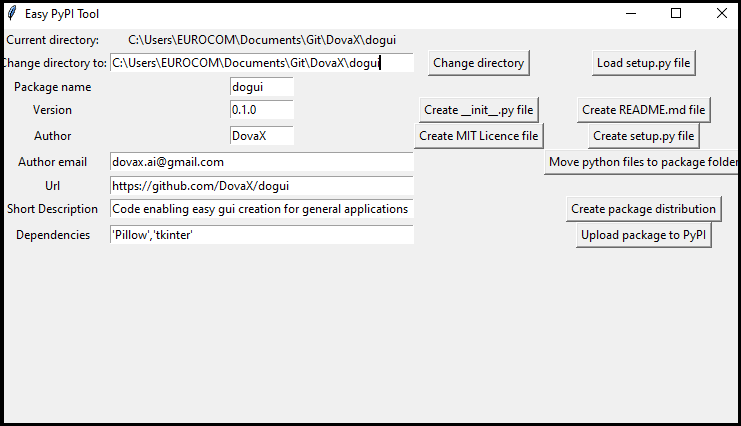 Easy PyPI Tool
Current directory: C:\Users\EUROCOM\Documents\Git\DovaX\dogui
Change directory to: C:\Users\EUROCOM\Documents\Git\DovaX\dogui Change directory Load setup.py file
Package name dogui
Version 0.1.0 Create __init__.py file Create README.md file
Author DovaX Create MIT Licence file Create setup.py file
Author email dovax.ai@gmail.com Move python files to package folder
Url https://github.com/DovaX/dogui
Short Description Code enabling easy gui creation for general applications Create package distribution
Dependencies 'Pillow','tkinter' Upload package to PyPI